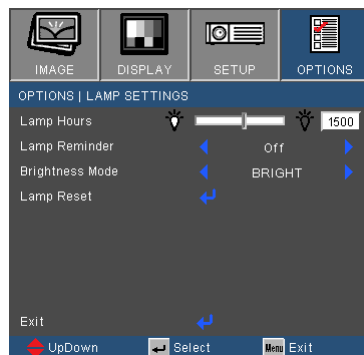 IMAGE DISPLAY SETUP OPTIONS
OPTIONS | LAMP SETTINGS
Lamp Hours 1500
Lamp Reminder Off
Brightness Mode BRIGHT
Lamp Reset
Exit
UpDown Select Menu Exit